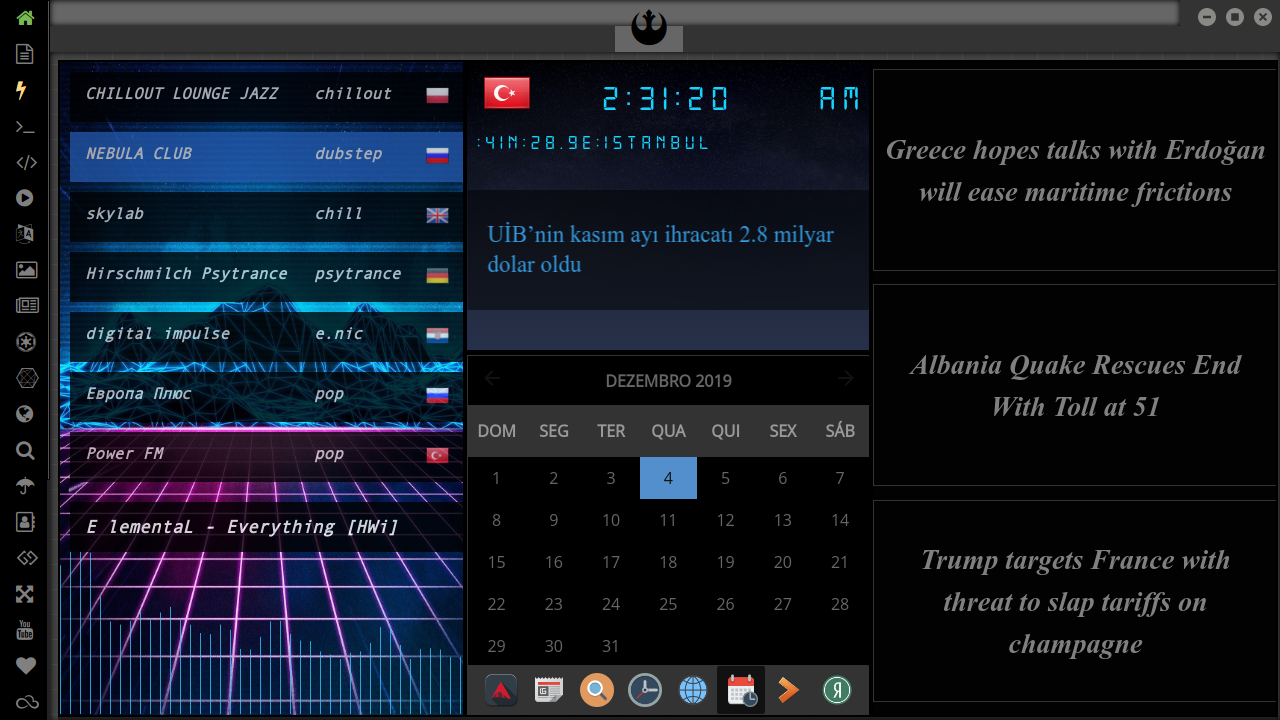 CHILLOUT LOUNGE JAZZ chillout
NEBULA CLUB dubstep
skylab chill
Hirschmilch Psytrance psytrance
digital impulse e.nic
Европа Плюс pop
Power FM pop
E lementaL - Everything [HWi]
2:31:20 AM
:41N:28.9E:ISTANBUL
UİB’nin kasım ayı ihracatı 2.8 milyar
dolar oldu
DEZEMBRO 2019
DOM SEG TER QUA QUI SEX SÁB
1 2 3 4 5 6 7
8 9 10 11 12 13 14
15 16 17 18 19 20 21
22 23 24 25 26 27 28
29 30 31
Я
Greece hopes talks with Erdoğan
will ease maritime frictions
Albania Quake Rescues End
With Toll at 51
Trump targets France with
threat to slap tariffs on
champagne
You
Tube